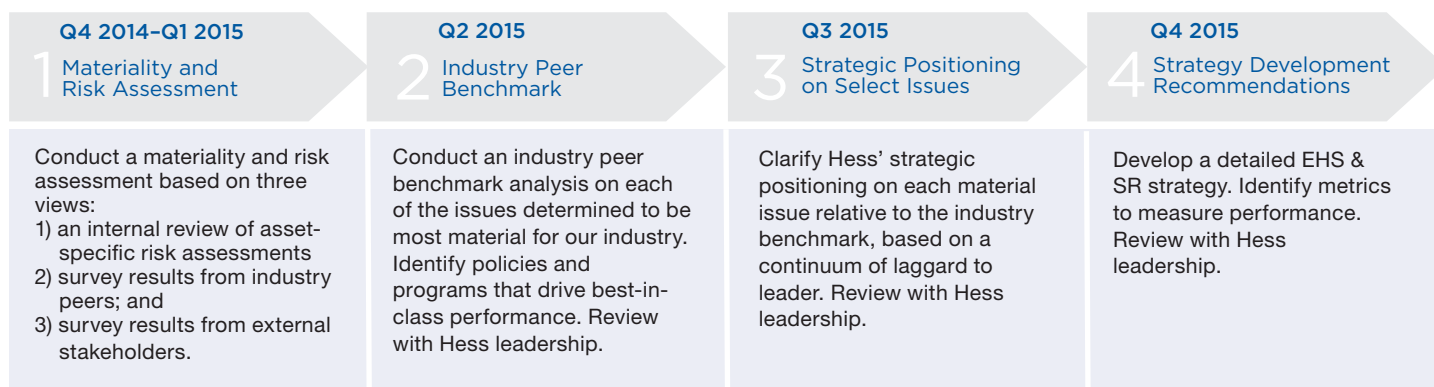 Q4 2014–Q1 2015
1 Materiality and
Risk Assessment
Conduct a materiality and risk
assessment based on three
views:
1) an internal review of asset-
specific risk assessments
2) survey results from industry
peers; and
3) survey results from external
stakeholders.
Q2 2015
2 Industry Peer
Benchmark
Conduct an industry peer
benchmark analysis on each
of the issues determined to be
most material for our industry.
Identify policies and
programs that drive best-in-
class performance. Review
with Hess leadership.
Q3 2015
3 Strategic Positioning
on Select Issues
Clarify Hess’ strategic
positioning on each material
issue relative to the industry
benchmark, based on a
continuum of laggard to
leader. Review with Hess
leadership.
Q4 2015
4 Strategy Development
Recommendations
Develop a detailed EHS &
SR strategy. Identify metrics
to measure performance.
Review with Hess
leadership.